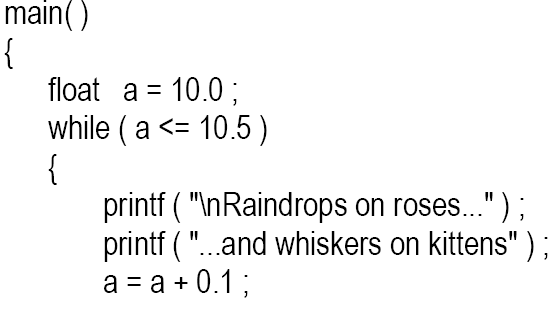 main( )
{
float a = 10.0 ;
while ( a <= 10.5 )
{
printf ( "\nRaindrops on roses..." ) ;
printf ( "...and whiskers on kittens" ) ;
a = a + 0.1 ;